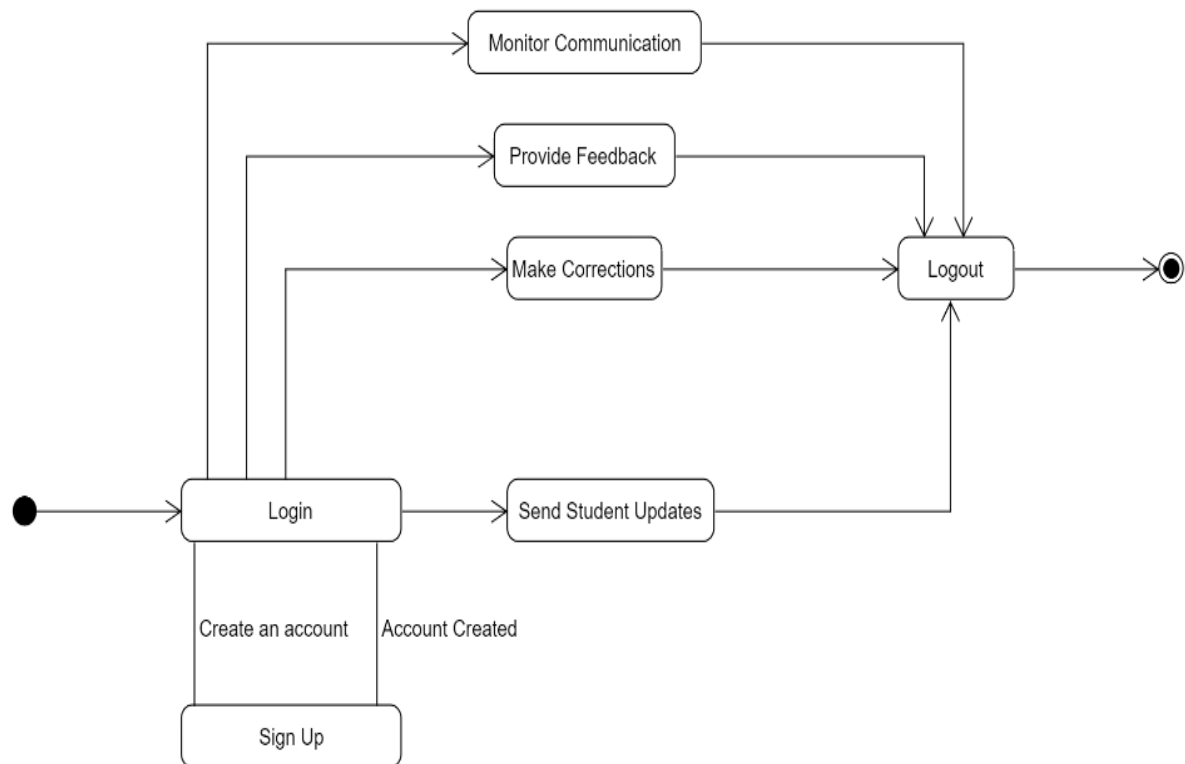 Monitor Communication
Provide Feedback
Make Corrections
Logout
Login
Send Student Updates
Create an account
Account Created
Sign Up